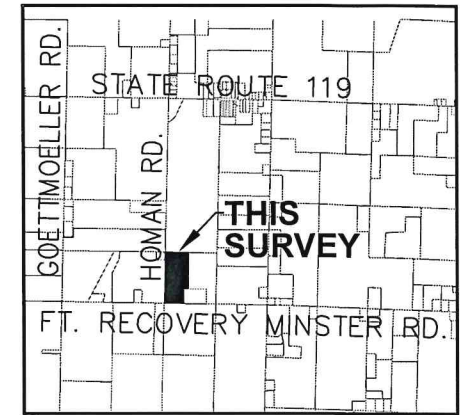 STATE ROUTE 119
GOETTMOELLER RD.
HOMAN RD.
THIS
SURVEY
FT. RECOVERY MINSTER RD.